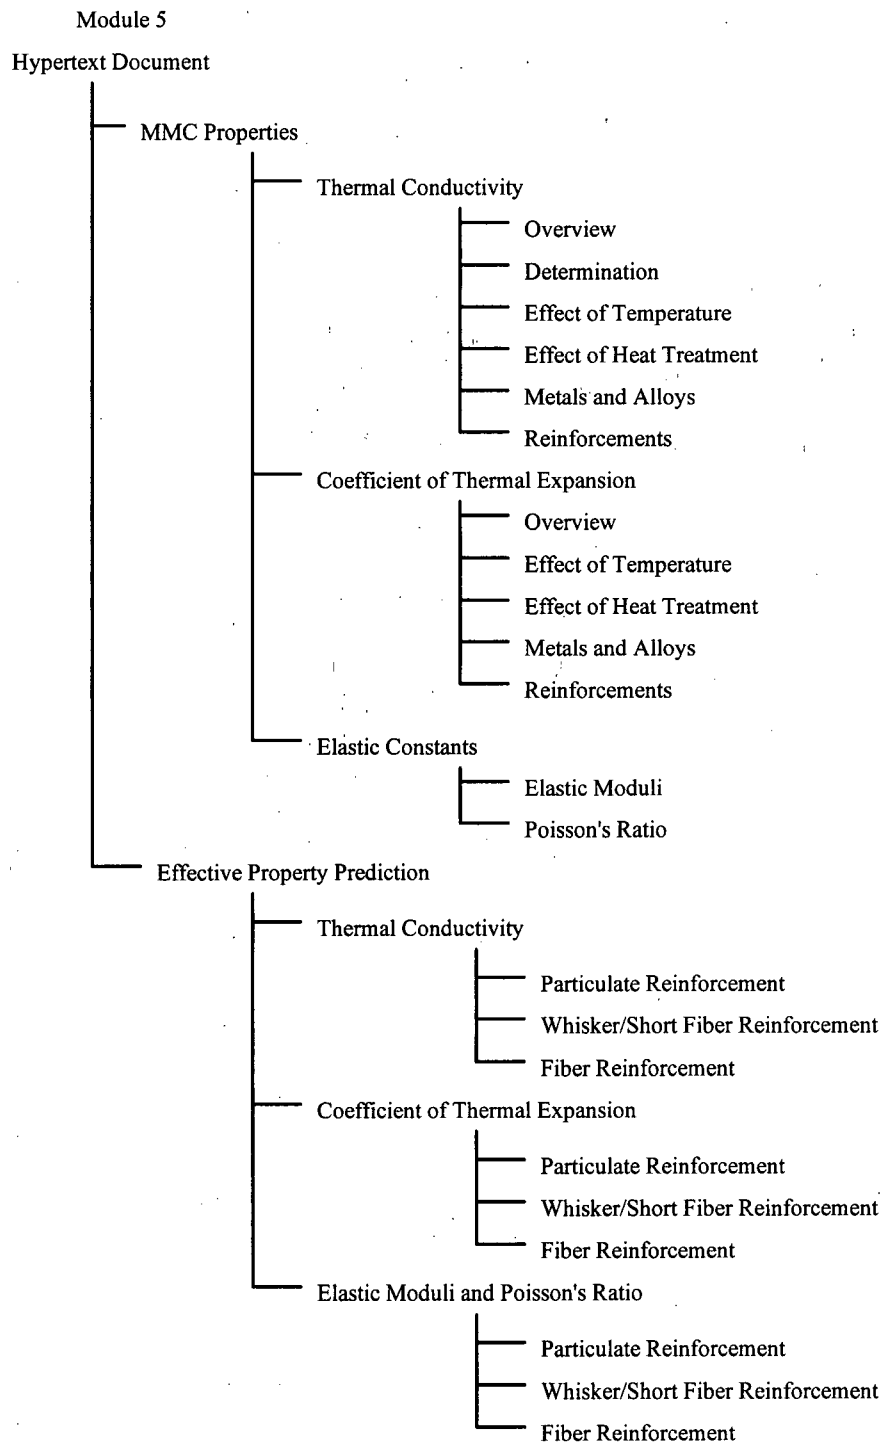 Module 5
Hypertext Document
MMC Properties
Thermal Conductivity
Overview
Determination
Effect of Temperature
Effect of Heat Treatment
Metals and Alloys
Reinforcements
Coefficient of Thermal Expansion
Overview
Effect of Temperature
Effect of Heat Treatment
Metals and Alloys
Reinforcements
Elastic Constants
Elastic Moduli
Poisson's Ratio
Effective Property Prediction
Thermal Conductivity
Particulate Reinforcement
Whisker/Short Fiber Reinforcement
Fiber Reinforcement
Coefficient of Thermal Expansion
Particulate Reinforcement
Whisker/Short Fiber Reinforcement
Fiber Reinforcement
Elastic Moduli and Poisson's Ratio
Particulate Reinforcement
Whisker/Short Fiber Reinforcement
Fiber Reinforcement